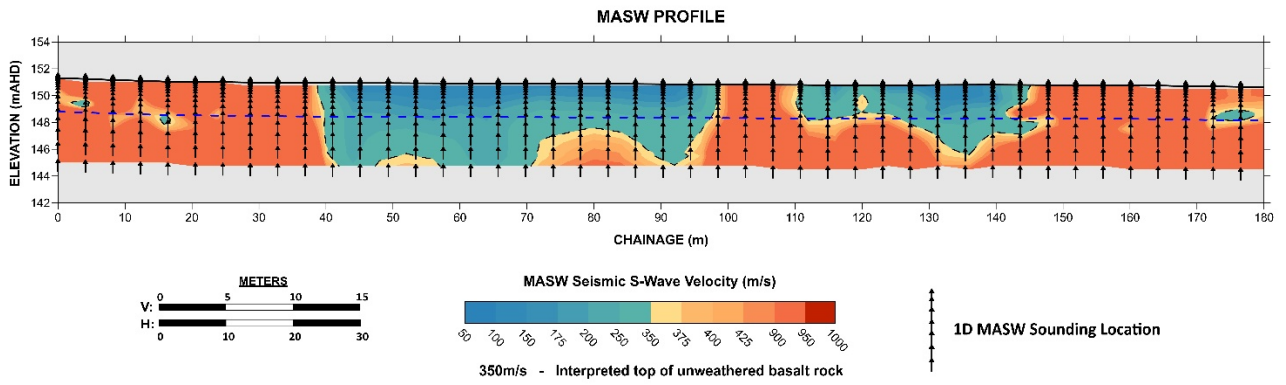 MASW PROFILE
154
152
150
148
146
144
142
ELEVATION (mAHD)
0 10 20 30 40 50 60 70 80 90 100 110 120 130 140 150 160 170 180
CHAINAGE (m)
METERS
0 5 10 15
V:
H:
0 10 20 30
MASW Seismic S-Wave Velocity (m/s)
50 100 150 200 250 350 375 400 425 900 950 1000
350m/s - Interpreted top of unweathered basalt rock
1D MASW Sounding Location